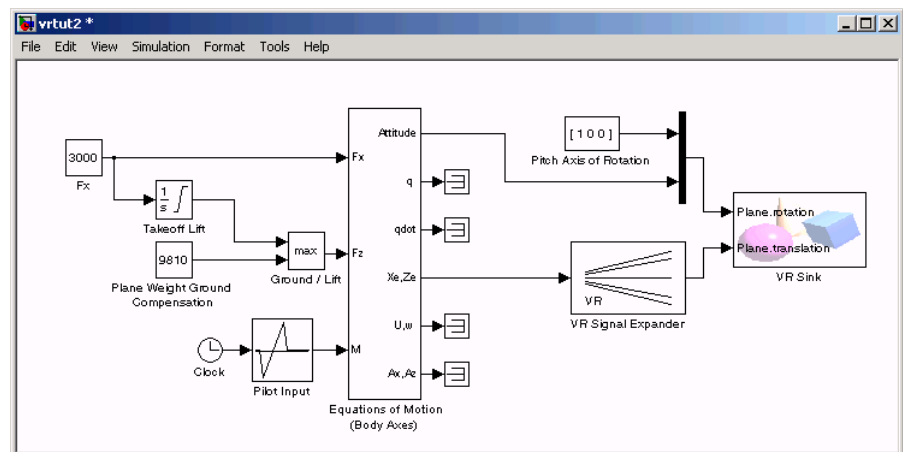 vrtut2 *
File Edit View Simulation Format Tools Help
3000
Fx
1
s
Takeoff Lift
9810
Plane Weight Ground
Compensation
max
Ground / Lift
Clock
Pilot Input
Fx
Fz
M
Attitude
q
qdot
Xe,Ze
U,w
Ax,Az
Equations of Motion
(Body Axes)
[ 1 0 0 ]
Pitch Axis of Rotation
VR
VR Signal Expander
Plane.rotation
Plane.translation
VR Sink